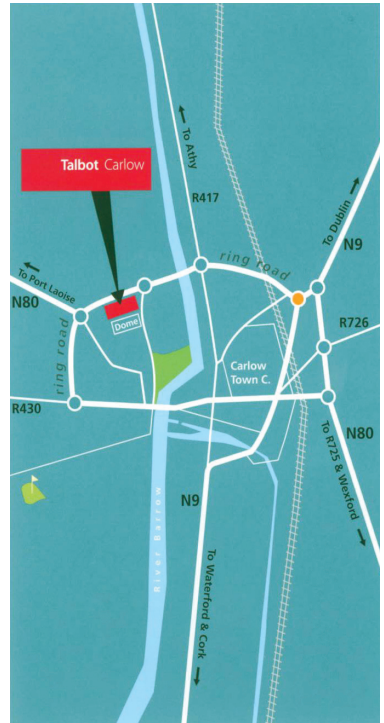 To Athy
Talbot Carlow
R417
To Dublin
N9
ring road
To Port Laoise
N80
Dome
R726
ring road
Carlow
Town C.
R430
N80
To R725 & Wexford
N9
River Barrow
To Waterford & Cork